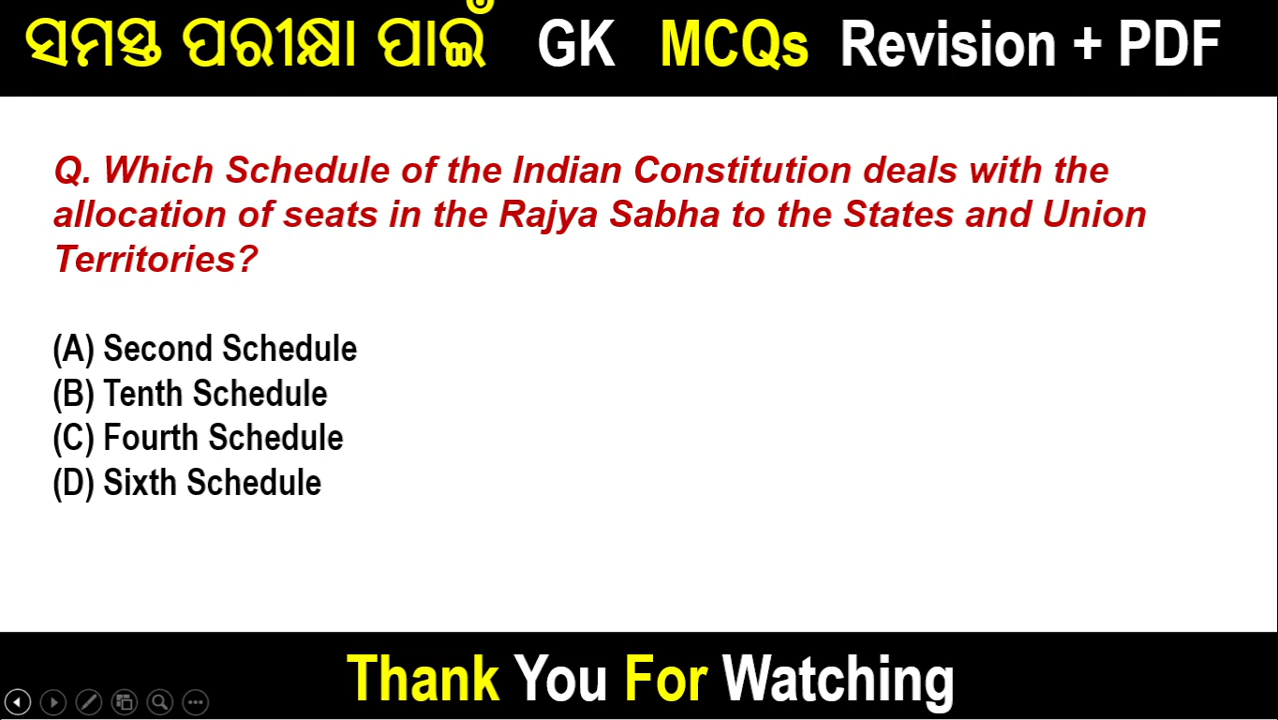 ସମସ୍ତ ପରୀକ୍ଷା ପାଇଁ GK MCQs Revision + PDF
Q. Which Schedule of the Indian Constitution deals with the
allocation of seats in the Rajya Sabha to the States and Union
Territories?
(A) Second Schedule
(B) Tenth Schedule
(C) Fourth Schedule
(D) Sixth Schedule
Thank You For Watching